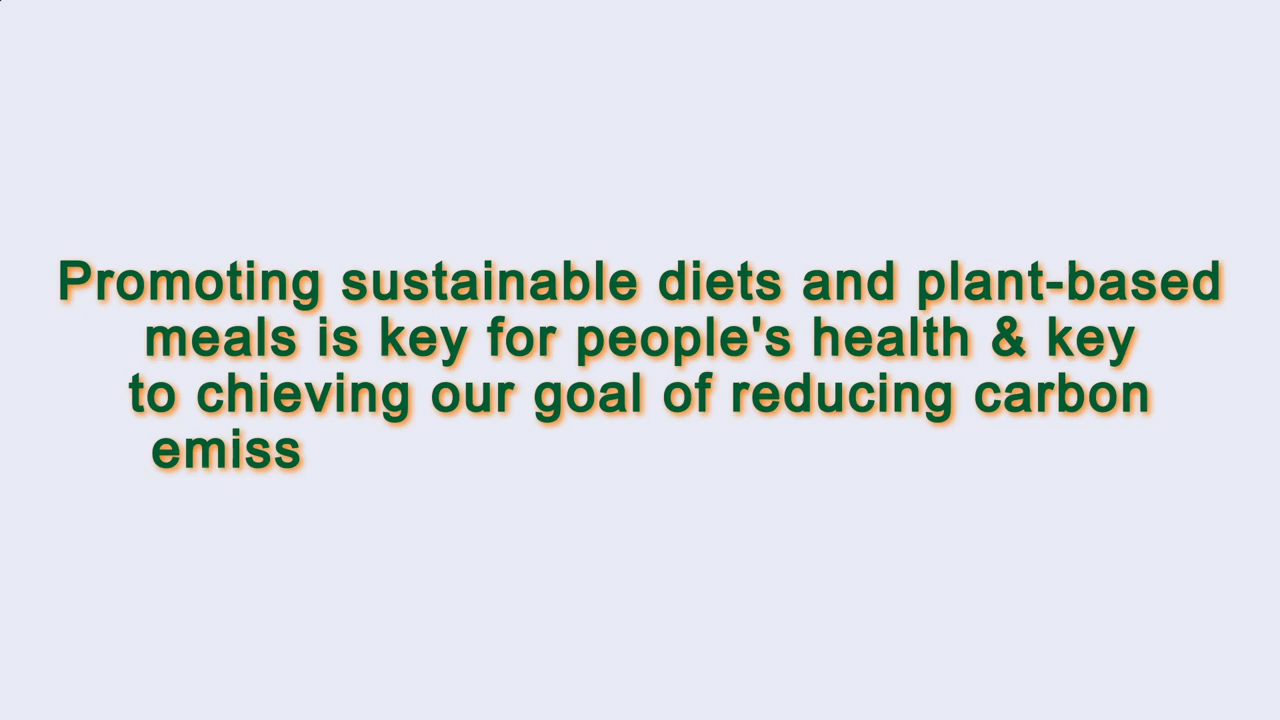 Promoting sustainable diets and plant-based
meals is key for people's health & key
to chieving our goal of reducing carbon
emiss